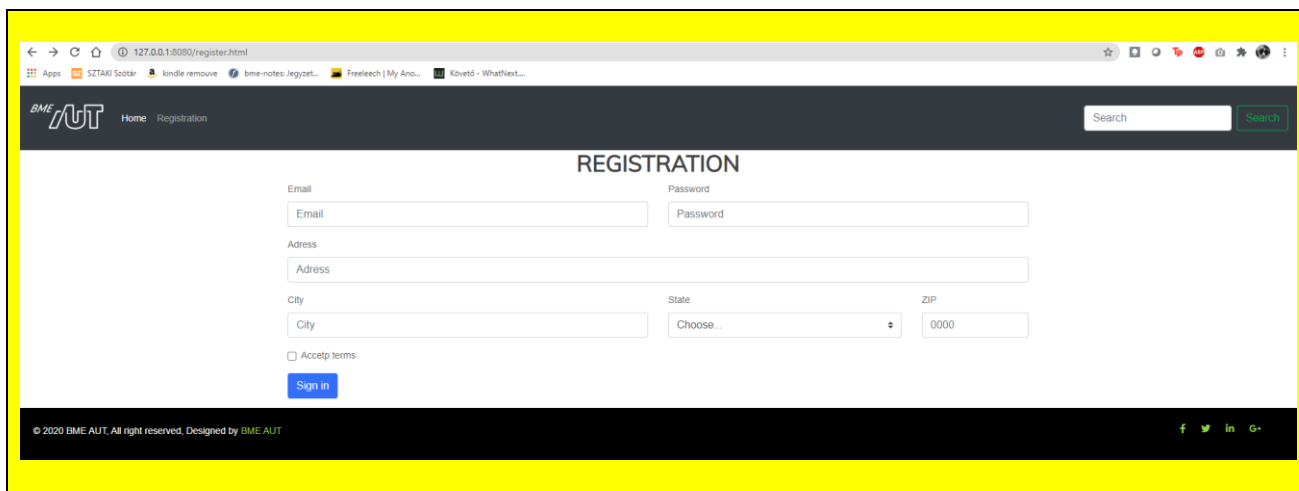 127.0.0.1:8080/register.html
Apps SZ SZTAKI Szótár a kindle remouve bme-notes: Jegyzet... Freeleech | My Ano... Követő - WhatNext....
BME AUT Home Registration Search Search
REGISTRATION
Email Password
Email Password
Adress
Adress
City State ZIP
City Choose... 0000
Accetp terms
Sign in
© 2020 BME AUT, All right reserved, Designed by BME AUT f in G+